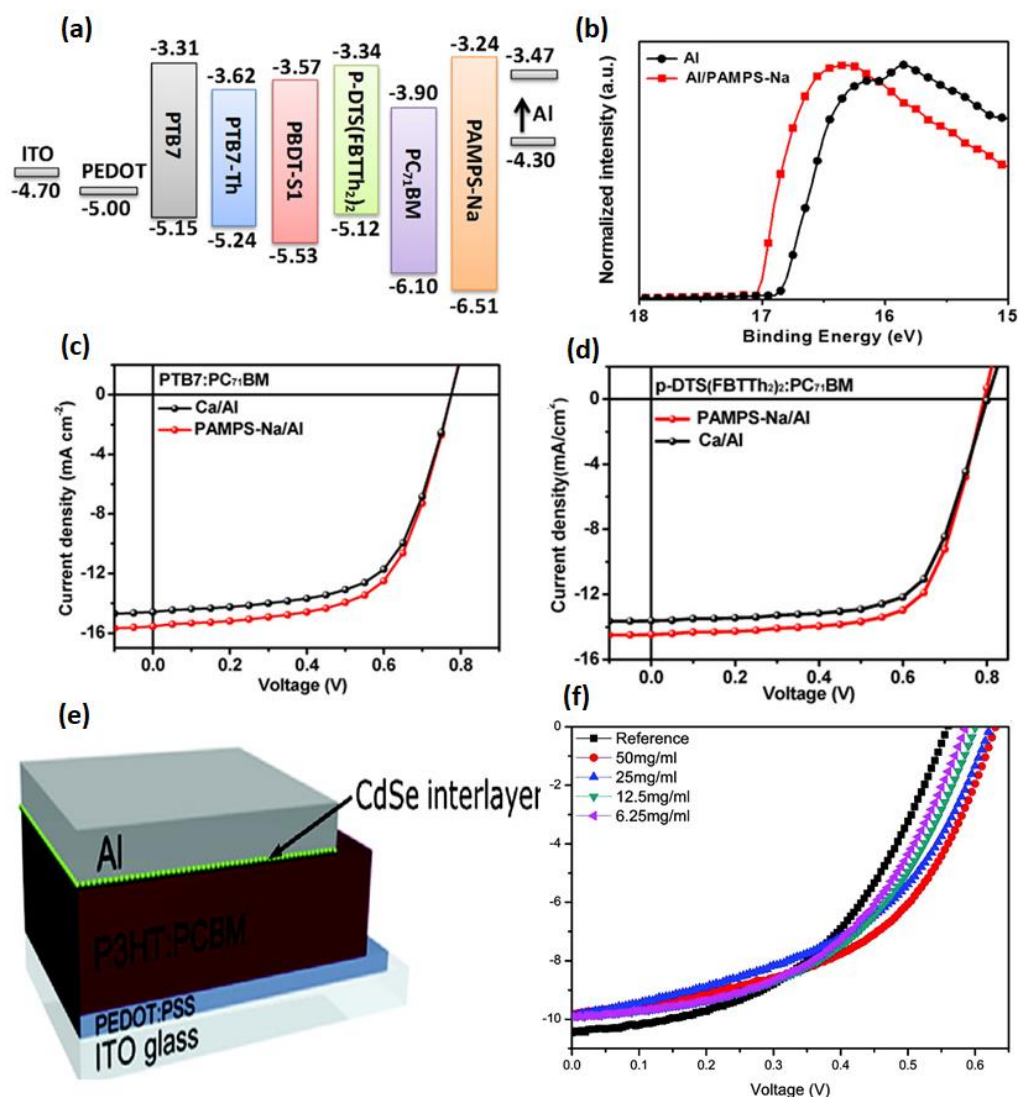 (a)
-3.31
-3.62
-3.57
-3.34
-3.90
-3.24
-3.47
ITO
-4.70
PEDOT
-5.00
PTB7
PTB7-Th
PBDT-S1
P-DTS(FBTTh₂)₂
PC₇₁BM
PAMPS-Na
Al
-4.30
-5.15
-5.24
-5.53
-5.12
-6.10
-6.51
(b)
Normalized intensity (a.u.)
Al
Al/PAMPS-Na
18 17 16 15
Binding Energy (eV)
(c)
PTB7:PC₇₁BM
Ca/Al
PAMPS-Na/Al
Current density (mA cm⁻²)
0
-4
-8
-12
-16
0.0 0.2 0.4 0.6 0.8
Voltage (V)
(d)
p-DTS(FBTTh₂)₂:PC₇₁BM
PAMPS-Na/Al
Ca/Al
Current density(mA/cm²)
0
-4
-8
-12
-16
0.0 0.2 0.4 0.6 0.8
Voltage (V)
(e)
CdSe interlayer
Al
P3HT:PCBM
PEDOT:PSS
ITO glass
(f)
Reference
50mg/ml
25mg/ml
12.5mg/ml
6.25mg/ml
0
-2
-4
-6
-8
-10
0.0 0.1 0.2 0.3 0.4 0.5 0.6
Voltage (V)